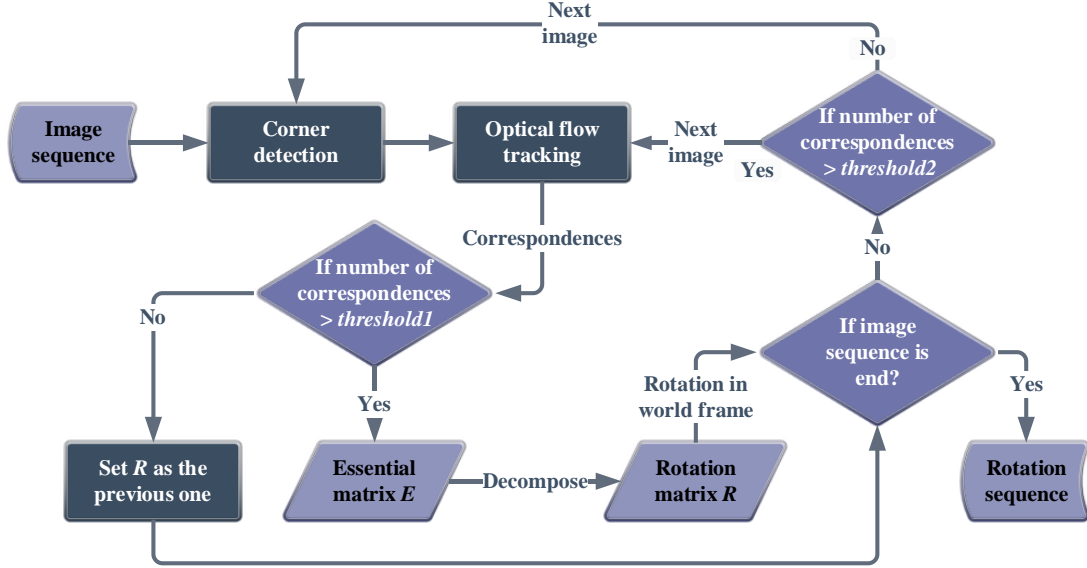 Next
image
No
Image
sequence
Corner
detection
Optical flow
tracking
Next
image
Yes
If number of
correspondences
> threshold2
Correspondences
No
If number of
correspondences
> threshold1
No
If image
sequence is
end?
Yes
Rotation in
world frame
Yes
Set R as the
previous one
Essential
matrix E
Decompose
Rotation
matrix R
Rotation
sequence